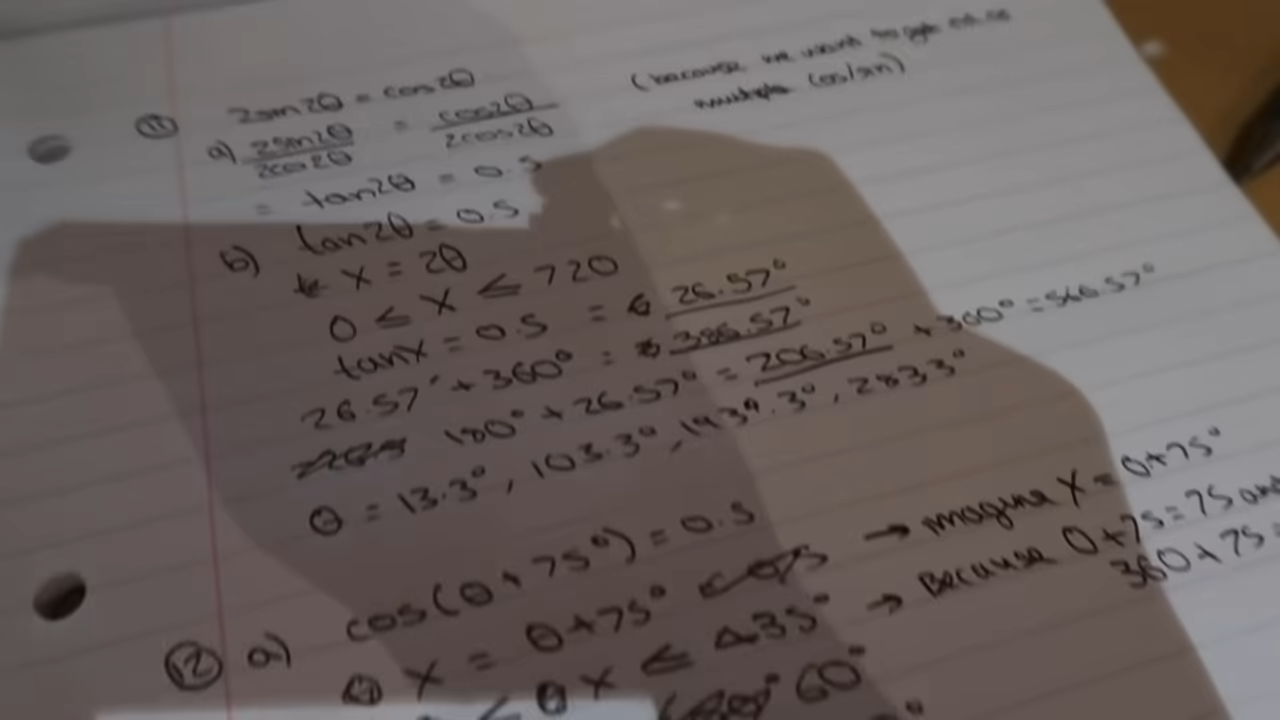 (because we want to get rid of
multiple cos/sin)
⑪ 2sin2θ = cos2θ
a) 2sin2θ/2cos2θ = cos2θ/2cos2θ
= tan2θ = 0.5
b) tan2θ = 0.5
X = 2θ
0 ≤ X ≤ 720
tanX = 0.5 = 26.57°
26.57° + 360° = 386.57°
180° + 26.57° = 206.57° + 360° = 566.57°
θ = 13.3°, 103.3°, 193.3°, 283.3°
⑫ a) cos(θ + 75°) = 0.5
X = θ + 75° → imagine X = θ+75°
≤ X ≤ 435° → Because 0+75=75 and
360+75=
60°